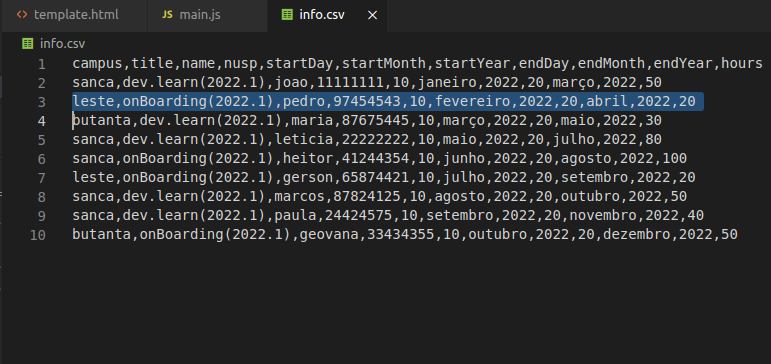 <> template.html JS main.js info.csv ×
info.csv
1 campus,title,name,nusp,startDay,startMonth,startYear,endDay,endMonth,endYear,hours
2 sanca,dev.learn(2022.1),joao,11111111,10,janeiro,2022,20,março,2022,50
3 leste,onBoarding(2022.1),pedro,97454543,10,fevereiro,2022,20,abril,2022,20
4 butanta,dev.learn(2022.1),maria,87675445,10,março,2022,20,maio,2022,30
5 sanca,dev.learn(2022.1),leticia,22222222,10,maio,2022,20,julho,2022,80
6 sanca,onBoarding(2022.1),heitor,41244354,10,junho,2022,20,agosto,2022,100
7 leste,onBoarding(2022.1),gerson,65874421,10,julho,2022,20,setembro,2022,20
8 sanca,dev.learn(2022.1),marcos,87824125,10,agosto,2022,20,outubro,2022,50
9 sanca,dev.learn(2022.1),paula,24424575,10,setembro,2022,20,novembro,2022,40
10 butanta,onBoarding(2022.1),geovana,33434355,10,outubro,2022,20,dezembro,2022,50